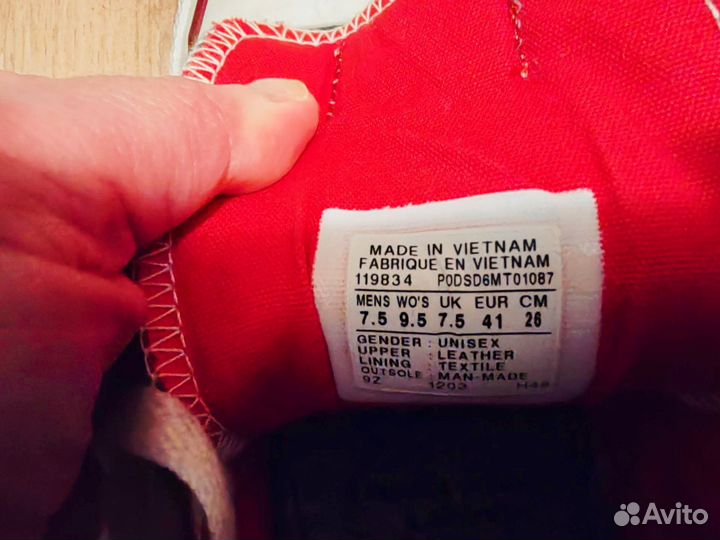 MADE IN VIETNAM
FABRIQUE EN VIETNAM
119834 P0DSD6MT01087
MENS WO'S UK EUR CM
7.5 9.5 7.5 41 26
GENDER : UNISEX
UPPER : LEATHER
LINING : TEXTILE
OUTSOLE : MAN-MADE
9Z 1203 H48
Avito